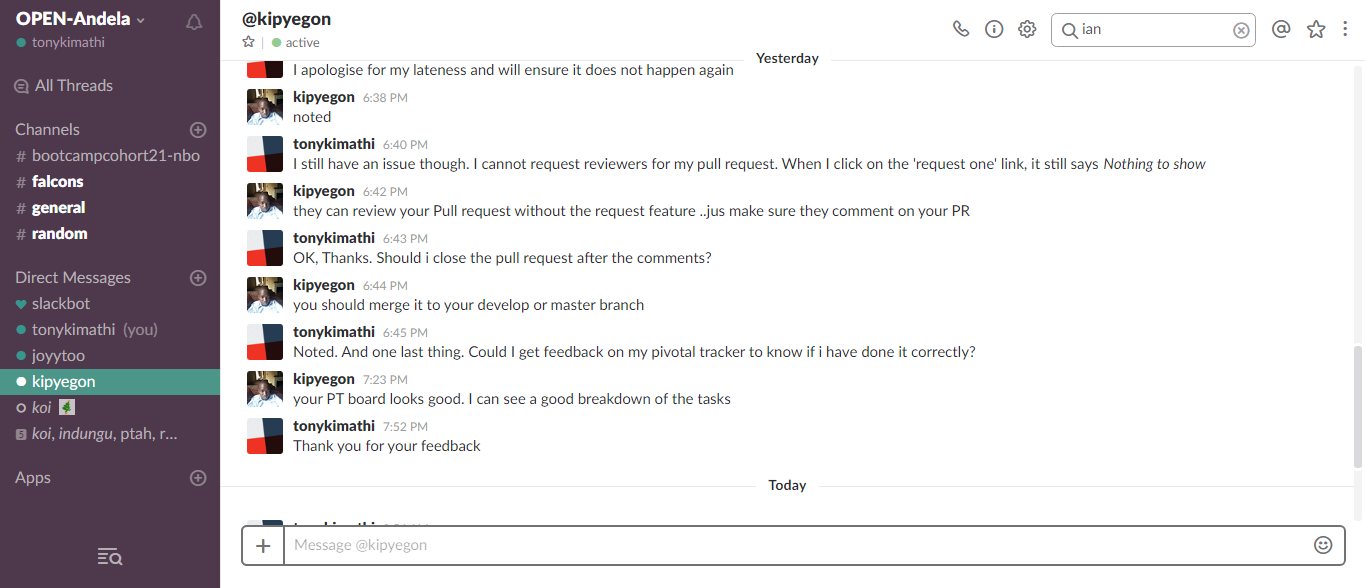 OPEN-Andela
tonykimathi
All Threads
Channels
# bootcampcohort21-nbo
# falcons
# general
# random
Direct Messages
slackbot
tonykimathi (you)
joyytoo
kipyegon
koi
5 koi, indungu, ptah, r...
Apps
@kipyegon
active
ian
Yesterday
I apologise for my lateness and will ensure it does not happen again
kipyegon 6:38 PM
noted
tonykimathi 6:40 PM
I still have an issue though. I cannot request reviewers for my pull request. When I click on the 'request one' link, it still says Nothing to show
kipyegon 6:42 PM
they can review your Pull request without the request feature ..jus make sure they comment on your PR
tonykimathi 6:43 PM
OK, Thanks. Should i close the pull request after the comments?
kipyegon 6:44 PM
you should merge it to your develop or master branch
tonykimathi 6:45 PM
Noted. And one last thing. Could I get feedback on my pivotal tracker to know if i have done it correctly?
kipyegon 7:23 PM
your PT board looks good. I can see a good breakdown of the tasks
tonykimathi 7:52 PM
Thank you for your feedback
Today
Message @kipyegon